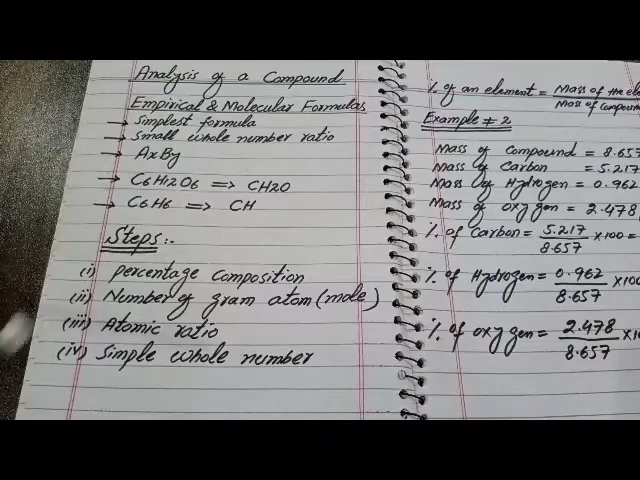 Analysis of a Compound
Empirical & Molecular Formulas
→ Simplest formula
→ Small whole number ratio
→ AxBy
→ C6H12O6 => CH2O
→ C6H6 => CH
Steps:-
(i) percentage composition
(ii) Number of gram atom (mole)
(iii) Atomic ratio
(iv) Simple whole number
% of an element = Mass of the ele
Mass of compound
Example # 2
Mass of Compound = 8.657
Mass of Carbon = 5.217
Mass of Hydrogen = 0.962
Mass of oxygen = 2.478
% of Carbon = 5.217/8.657 x100 =
% of Hydrogen = 0.962/8.657 x100
% of oxygen = 2.478/8.657 x10